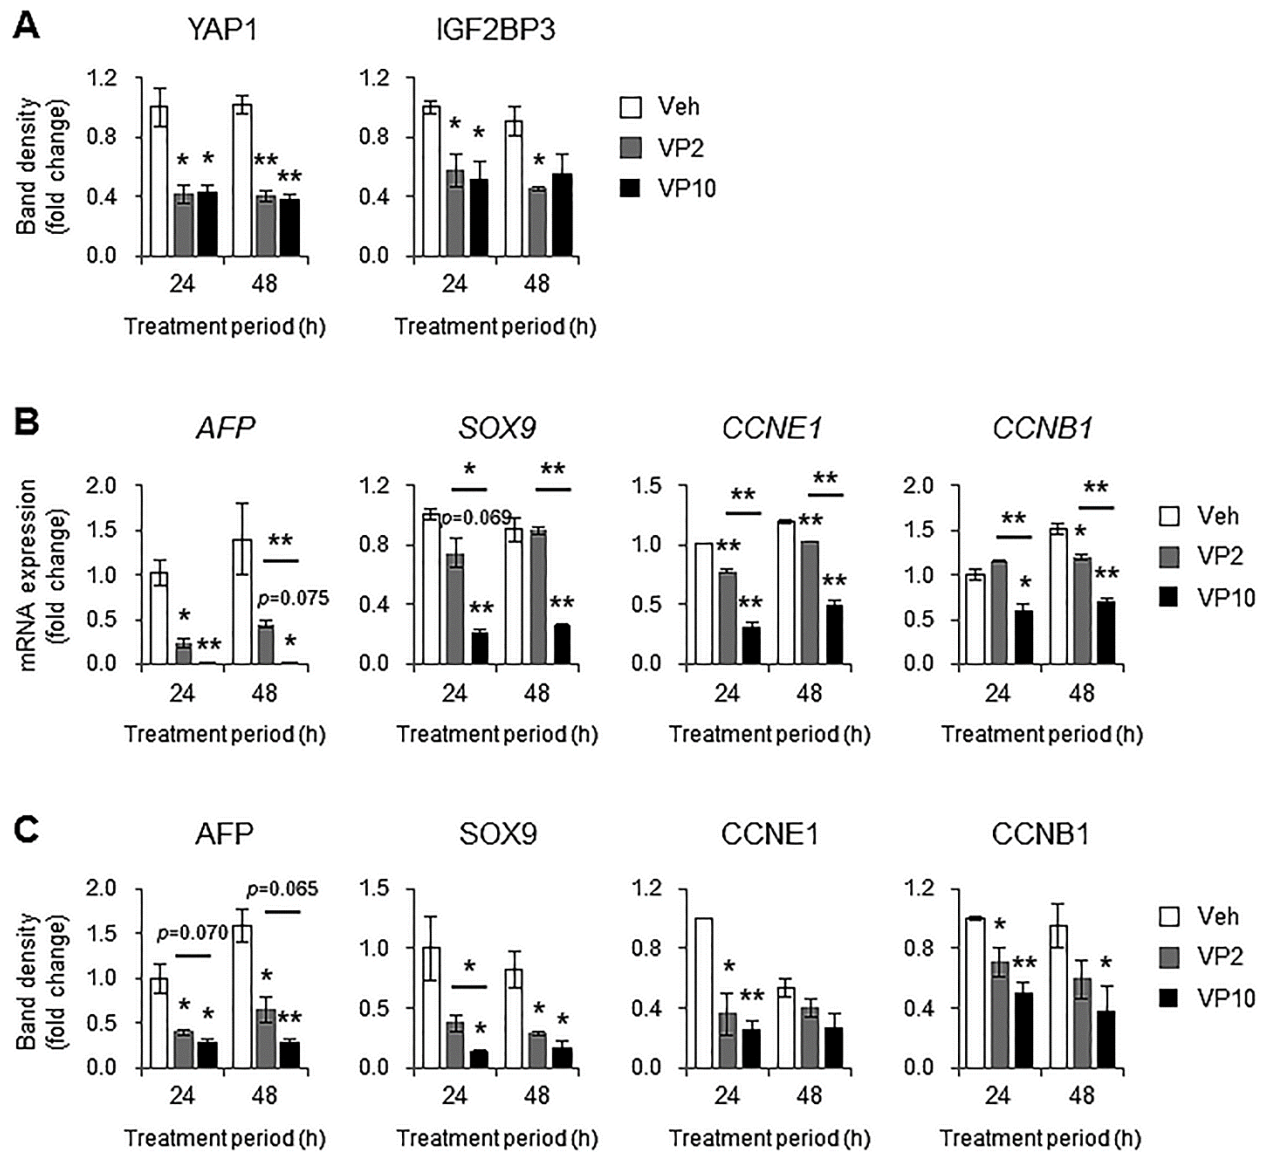 A
YAP1 IGF2BP3
Band density
(fold change)
1.2 1.2
0.8 0.8
0.4 0.4
0.0 0.0
* * ** **
* * *
24 48 24 48
Treatment period (h) Treatment period (h)
Veh
VP2
VP10
B
AFP SOX9 CCNE1 CCNB1
mRNA expression
(fold change)
2.0 1.2 1.5 2.0
1.5 0.8 1.0 1.5
1.0 0.4 0.5 1.0
0.5 0.0 0.0 0.5
0.0 0.0
* ** ** p=0.075 *
* p=0.069 ** ** **
** ** ** ** ** **
** * ** * **
24 48 24 48 24 48 24 48
Treatment period (h) Treatment period (h) Treatment period (h) Treatment period (h)
Veh
VP2
VP10
C
AFP SOX9 CCNE1 CCNB1
Band density
(fold change)
2.0 1.5 1.2 1.2
1.5 1.0 0.8 0.8
1.0 0.5 0.4 0.4
0.5 0.0 0.0 0.0
0.0
p=0.070 * * p=0.065 * **
* * * *
* **
* ** *
24 48 24 48 24 48 24 48
Treatment period (h) Treatment period (h) Treatment period (h) Treatment period (h)
Veh
VP2
VP10